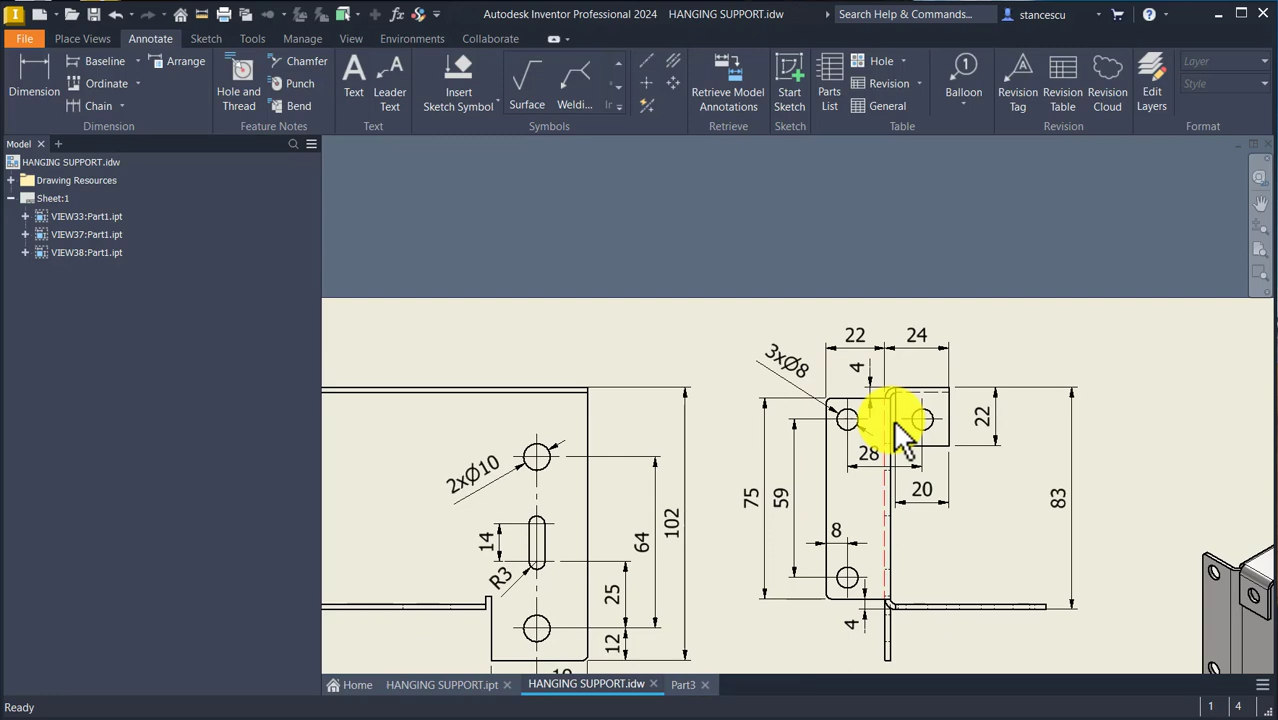 Autodesk Inventor Professional 2024 HANGING SUPPORT.idw
Search Help & Commands...
stancescu
File Place Views Annotate Sketch Tools Manage View Environments Collaborate
Dimension
Baseline
Ordinate
Chain
Arrange
Dimension
Hole and
Thread
Chamfer
Punch
Bend
Feature Notes
Text
Leader
Text
Text
Insert
Sketch Symbol
Surface
Weldi...
Symbols
Retrieve Model
Annotations
Retrieve
Start
Sketch
Sketch
Parts
List
Hole
Revision
General
Table
Balloon
Revision
Tag
Revision
Table
Revision
Cloud
Revision
Edit
Layers
Layer
Style
Format
Model
HANGING SUPPORT.idw
Drawing Resources
Sheet:1
VIEW33:Part1.ipt
VIEW37:Part1.ipt
VIEW38:Part1.ipt
2xØ10
14
R3
25
12
64
102
3xØ8
22
24
4
28
22
20
75
59
8
4
83
Home HANGING SUPPORT.ipt HANGING SUPPORT.idw Part3
Ready
1 4